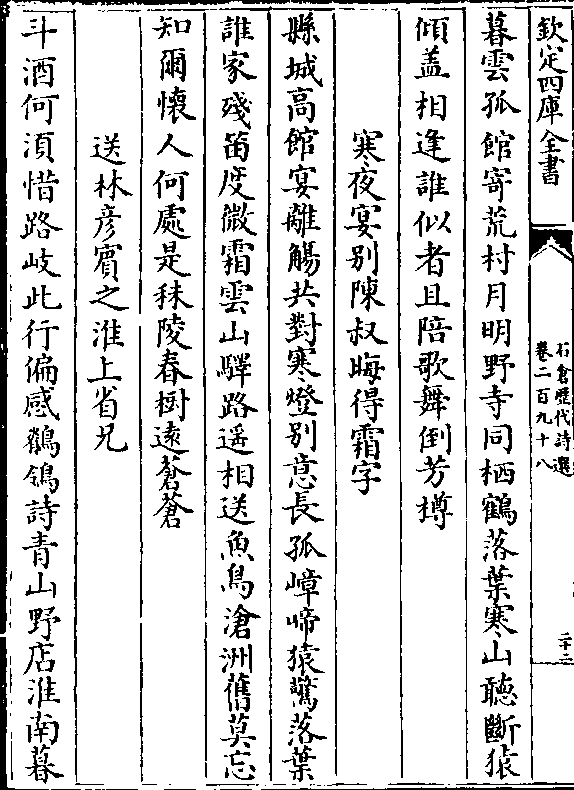 欽定四庫全書
石倉歷代詩選
卷二百九十八
二十二
暮雲孤館寄荒村月明野寺同栖鶴落葉寒山聽斷猿
傾盖相逢誰似者且陪歌舞倒芳樽
寒夜宴别陳叔晦得霜字
縣城高館宴離觴共對寒燈别意長孤嶂啼猿驚落葉
誰家殘笛度微霜雲山驛路遥相送魚鳥滄洲舊莫忘
知爾懷人何處是秣陵春樹遠蒼蒼
送林彦賓之淮上省兄
斗酒何須惜路岐此行偏感鶺鴒詩青山野店淮南暮